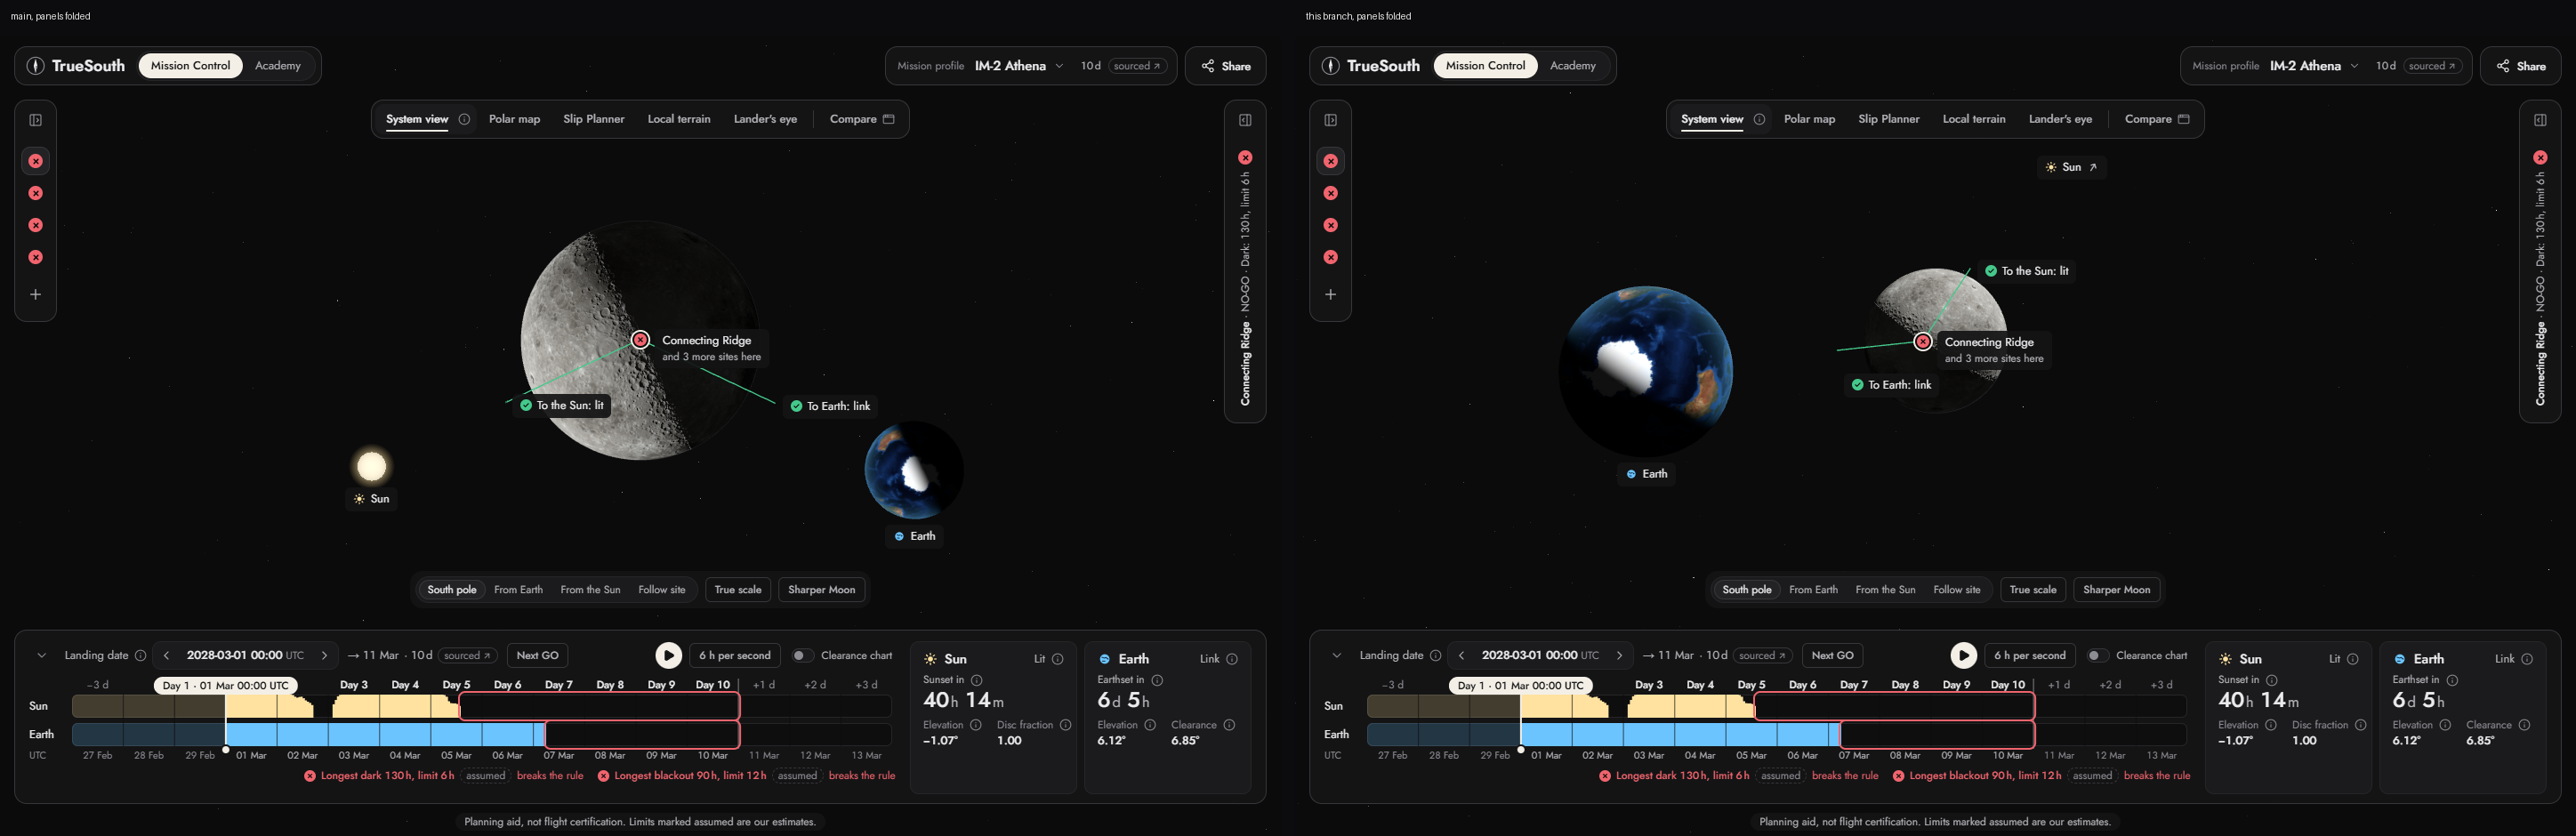 main, panels folded
TrueSouth Mission Control Academy
Mission profile IM-2 Athena 10d sourced ↗ Share
System view Polar map Slip Planner Local terrain Lander's eye Compare
Connecting Ridge · NO-GO · Dark: 130h, limit 6h
Connecting Ridge
and 3 more sites here
To the Sun: lit
To Earth: link
Sun
Earth
South pole From Earth From the Sun Follow site True scale Sharper Moon
Landing date 2028-03-01 00:00 UTC → 11 Mar · 10d sourced ↗ Next GO 6 h per second Clearance chart
−3 d Day 1 · 01 Mar 00:00 UTC Day 3 Day 4 Day 5 Day 6 Day 7 Day 8 Day 9 Day 10 +1 d +2 d +3 d
Sun
Earth
UTC 27 Feb 28 Feb 29 Feb 01 Mar 02 Mar 03 Mar 04 Mar 05 Mar 06 Mar 07 Mar 08 Mar 09 Mar 10 Mar 11 Mar 12 Mar 13 Mar
Longest dark 130h, limit 6h assumed breaks the rule Longest blackout 90h, limit 12h assumed breaks the rule
Sun Lit
Sunset in
40h 14m
Elevation Disc fraction
−1.07° 1.00
Earth Link
Earthset in
6d 5h
Elevation Clearance
6.12° 6.85°
Planning aid, not flight certification. Limits marked assumed are our estimates.
this branch, panels folded
TrueSouth Mission Control Academy
Mission profile IM-2 Athena 10d sourced ↗ Share
System view Polar map Slip Planner Local terrain Lander's eye Compare
Sun ↗
Connecting Ridge · NO-GO · Dark: 130h, limit 6h
To the Sun: lit
Connecting Ridge
and 3 more sites here
To Earth: link
Earth
South pole From Earth From the Sun Follow site True scale Sharper Moon
Landing date 2028-03-01 00:00 UTC → 11 Mar · 10d sourced ↗ Next GO 6 h per second Clearance chart
−3 d Day 1 · 01 Mar 00:00 UTC Day 3 Day 4 Day 5 Day 6 Day 7 Day 8 Day 9 Day 10 +1 d +2 d +3 d
Sun
Earth
UTC 27 Feb 28 Feb 29 Feb 01 Mar 02 Mar 03 Mar 04 Mar 05 Mar 06 Mar 07 Mar 08 Mar 09 Mar 10 Mar 11 Mar 12 Mar 13 Mar
Longest dark 130h, limit 6h assumed breaks the rule Longest blackout 90h, limit 12h assumed breaks the rule
Sun Lit
Sunset in
40h 14m
Elevation Disc fraction
−1.07° 1.00
Earth Link
Earthset in
6d 5h
Elevation Clearance
6.12° 6.85°
Planning aid, not flight certification. Limits marked assumed are our estimates.